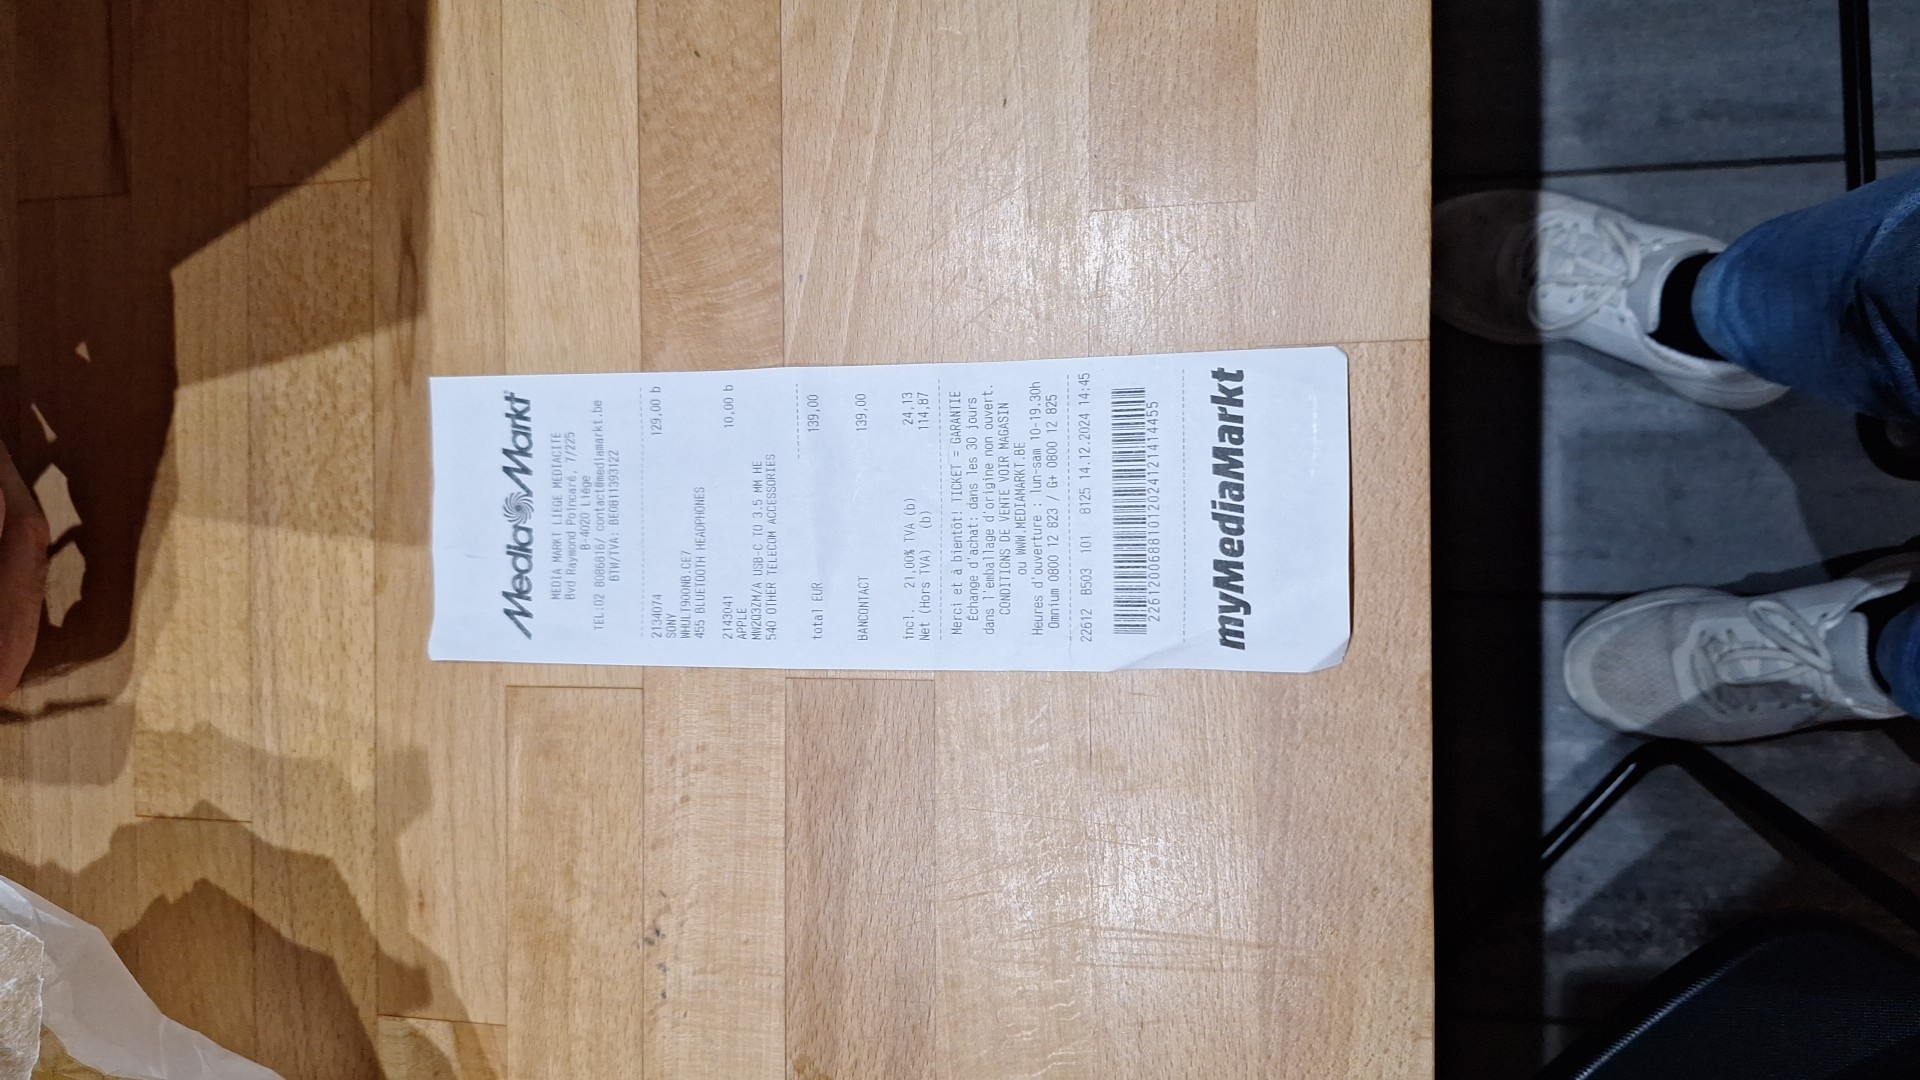 MediaMarkt
MEDIA MARKT LIEGE MEDIACITE
Bvd Raymond Poincaré, 7/225
B-4020 Liège
TEL:02 8086816/ contact@mediamarkt.be
BTW/TVA: BE0811393122
2134074 129,00 b
SONY
WHULT900NB.CE7
455 BLUETOOTH HEADPHONES
2143041 10,00 b
APPLE
MW2Q3ZM/A USB-C TO 3.5 MM HE
540 OTHER TELECOM ACCESSORIES
total EUR 139,00
BANCONTACT 139,00
incl. 21,00% TVA (b) 24,13
Net (Hors TVA) (b) 114,87
Merci et à bientôt! TICKET = GARANTIE
Échange d'achat: dans les 30 jours
dans l'emballage d'origine non ouvert.
CONDITIONS DE VENTE VOIR MAGASIN
ou WWW.MEDIAMARKT.BE
Heures d'ouverture : lun-sam 10-19.30h
Omnium 0800 12 823 / G+ 0800 12 825
22612 B503 101 8125 14.12.2024 14:45
myMediaMarkt